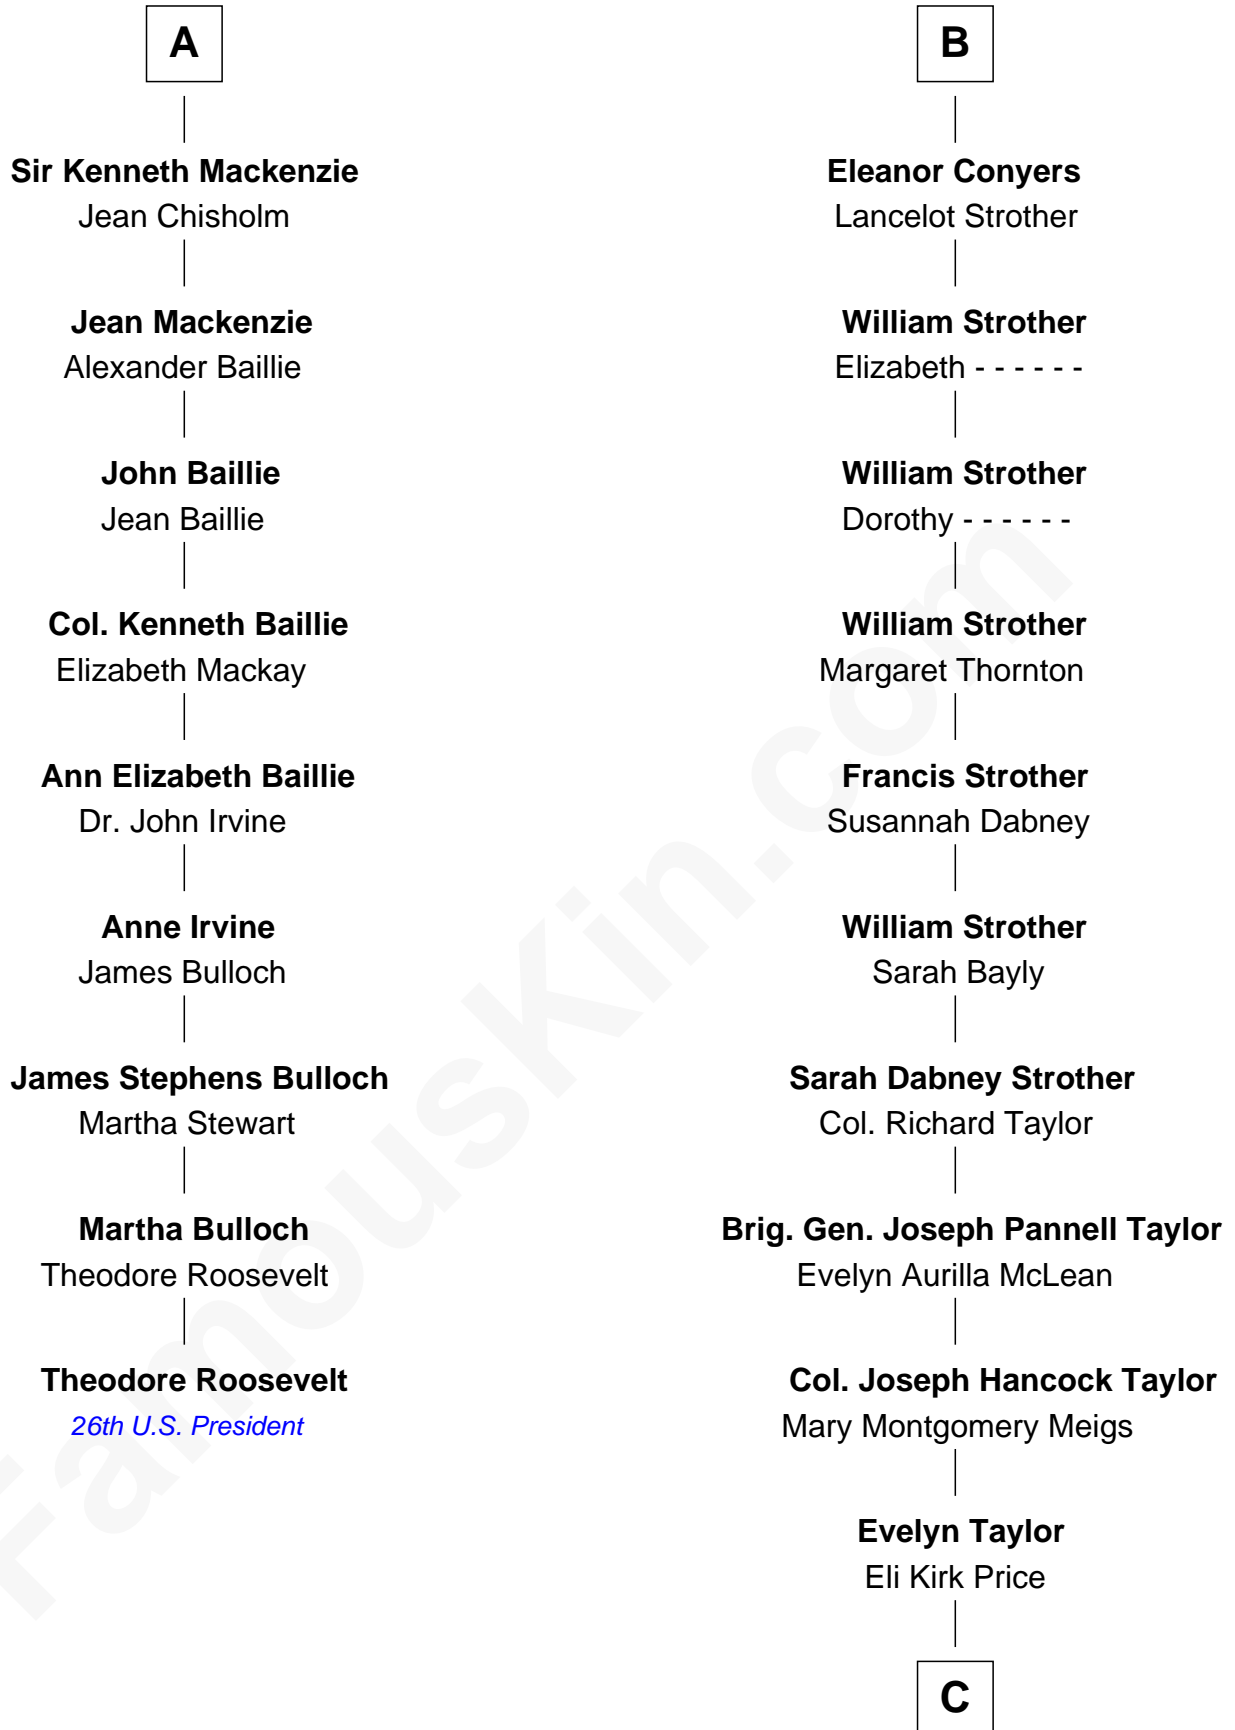 A
Sir Kenneth Mackenzie
Jean Chisholm
Jean Mackenzie
Alexander Baillie
John Baillie
Jean Baillie
Col. Kenneth Baillie
Elizabeth Mackay
Ann Elizabeth Baillie
Dr. John Irvine
Anne Irvine
James Bulloch
James Stephens Bulloch
Martha Stewart
Martha Bulloch
Theodore Roosevelt
Theodore Roosevelt
26th U.S. President
B
Eleanor Conyers
Lancelot Strother
William Strother
Elizabeth - - - - - -
William Strother
Dorothy - - - - - -
William Strother
Margaret Thornton
Francis Strother
Susannah Dabney
William Strother
Sarah Bayly
Sarah Dabney Strother
Col. Richard Taylor
Brig. Gen. Joseph Pannell Taylor
Evelyn Aurilla McLean
Col. Joseph Hancock Taylor
Mary Montgomery Meigs
Evelyn Taylor
Eli Kirk Price
C
FamousKin.com